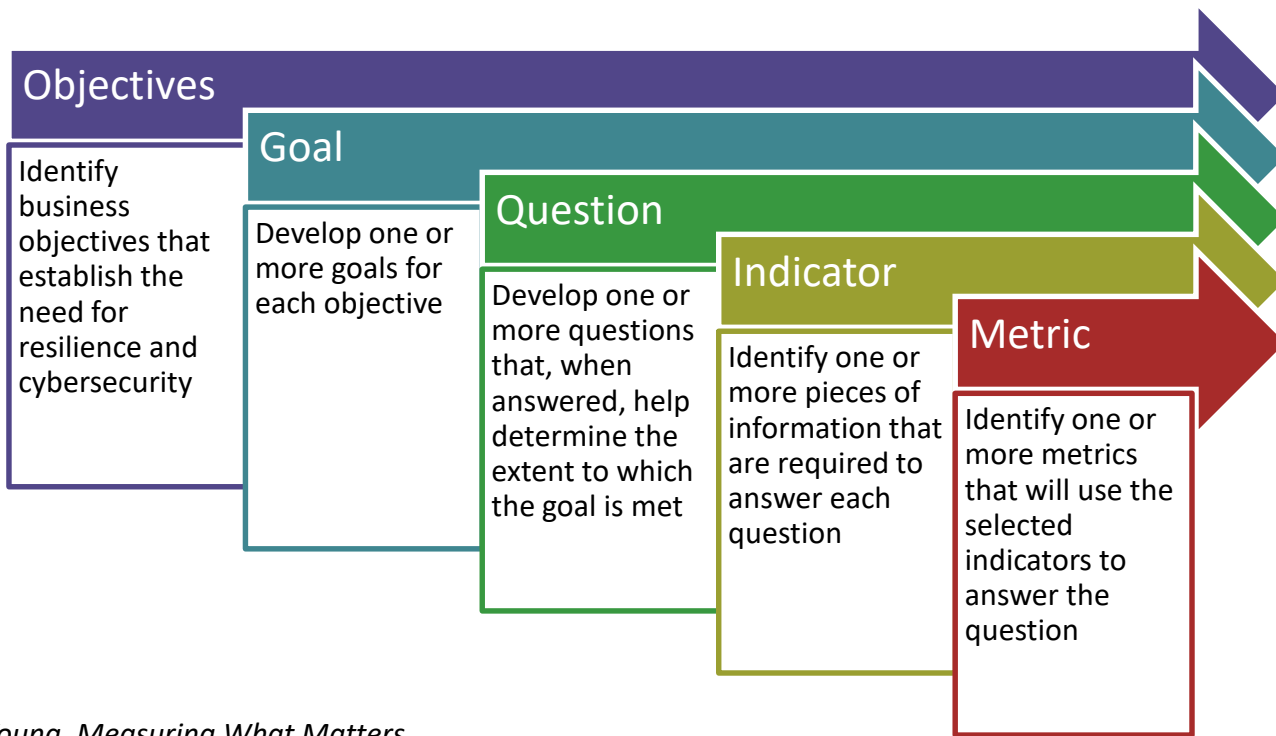 Objectives
Identify
business
objectives that
establish the
need for
resilience and
cybersecurity
Goal
Develop one or
more goals for
each objective
Question
Develop one or
more questions
that, when
answered, help
determine the
extent to which
the goal is met
Indicator
Identify one or
more pieces of
information that
are required to
answer each
question
Metric
Identify one or
more metrics
that will use the
selected
indicators to
answer the
question
Measuring What Matters